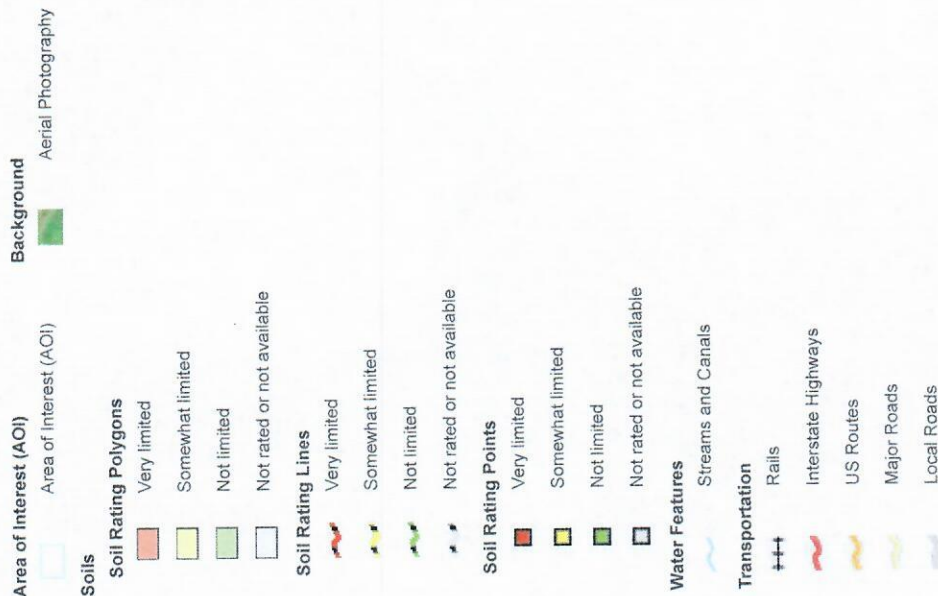 Area of Interest (AOI)
Area of Interest (AOI)
Soils
Soil Rating Polygons
Very limited
Somewhat limited
Not limited
Not rated or not available
Soil Rating Lines
Very limited
Somewhat limited
Not limited
Not rated or not available
Soil Rating Points
Very limited
Somewhat limited
Not limited
Not rated or not available
Water Features
Streams and Canals
Transportation
Rails
Interstate Highways
US Routes
Major Roads
Local Roads
Background
Aerial Photography